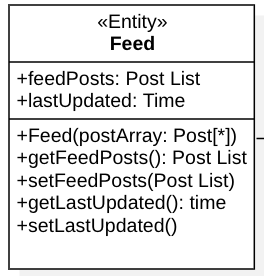 «Entity»
Feed
+feedPosts: Post List
+lastUpdated: Time
+Feed(postArray: Post[*])
+getFeedPosts(): Post List
+setFeedPosts(Post List)
+getLastUpdated(): time
+setLastUpdated()